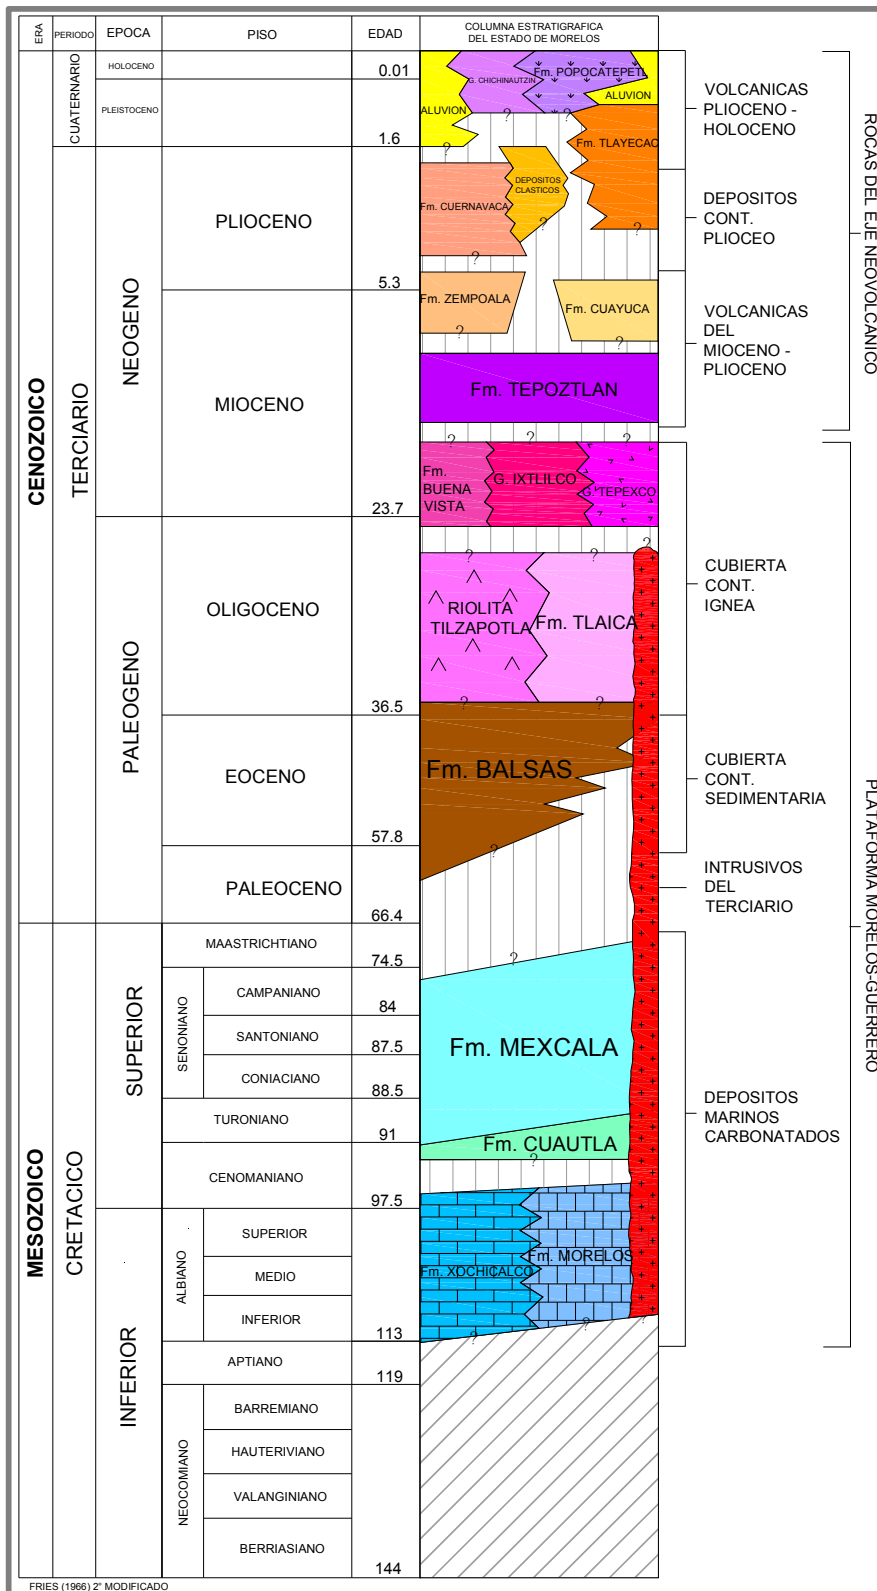 ERA
PERIODO
EPOCA
PISO
EDAD
COLUMNA ESTRATIGRAFICA
DEL ESTADO DE MORELOS
CENOZOICO
MESOZOICO
CUATERNARIO
TERCIARIO
CRETACICO
NEOGENO
PALEOGENO
SUPERIOR
INFERIOR
HOLOCENO
PLEISTOCENO
PLIOCENO
MIOCENO
OLIGOCENO
EOCENO
PALEOCENO
MAASTRICHTIANO
SENONIANO
CAMPANIANO
SANTONIANO
CONIACIANO
TURONIANO
CENOMANIANO
ALBIANO
SUPERIOR
MEDIO
INFERIOR
APTIANO
NEOCOMIANO
BARREMIANO
HAUTERIVIANO
VALANGINIANO
BERRIASIANO
0.01
1.6
5.3
23.7
36.5
57.8
66.4
74.5
84
87.5
88.5
91
97.5
113
119
144
G. CHICHINAUTZIN
Fm. POPOCATEPETL
ALUVION
ALUVION
?
?
?
Fm. TLAYECAC
DEPOSITOS
CLASTICOS
Fm. CUERNAVACA
?
?
?
Fm. ZEMPOALA
Fm. CUAYUCA
?
?
Fm. TEPOZTLAN
?
?
?
Fm.
BUENA
VISTA
G. IXTLILCO
G. TEPEXCO
?
?
?
RIOLITA
TILZAPOTLA
Fm. TLAICA
?
?
Fm. BALSAS
?
?
Fm. MEXCALA
Fm. CUAUTLA
?
Fm. XOCHICALCO
Fm. MORELOS
?
?
?
VOLCANICAS
PLIOCENO -
HOLOCENO
DEPOSITOS
CONT.
PLIOCEO
VOLCANICAS
DEL
MIOCENO -
PLIOCENO
CUBIERTA
CONT.
IGNEA
CUBIERTA
CONT.
SEDIMENTARIA
INTRUSIVOS
DEL
TERCIARIO
DEPOSITOS
MARINOS
CARBONATADOS
ROCAS DEL EJE NEOVOLCANICO
PLATAFORMA MORELOS-GUERRERO
FRIES (1966) 2° MODIFICADO